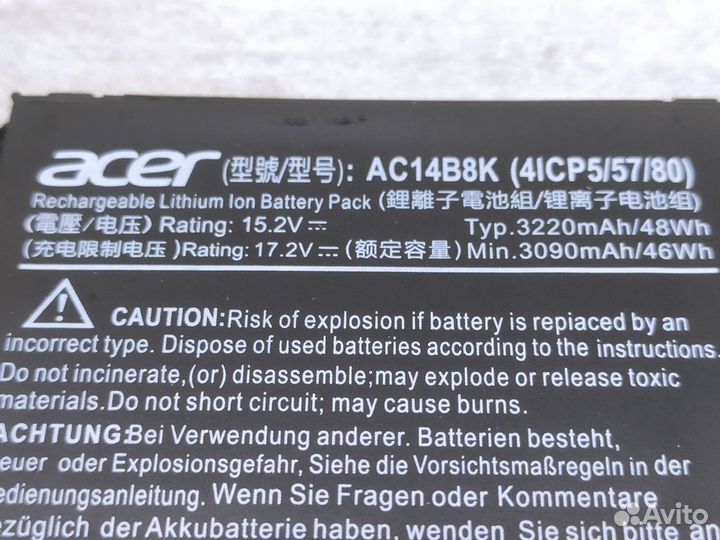 acer (型號/型号): AC14B8K (4ICP5/57/80)
Rechargeable Lithium Ion Battery Pack (鋰離子電池組/锂离子电池组)
(電壓/电压) Rating: 15.2V⎓ Typ.3220mAh/48Wh
(充电限制电压) Rating: 17.2V⎓ (额定容量) Min.3090mAh/46Wh
CAUTION:Risk of explosion if battery is replaced by an
incorrect type. Dispose of used batteries according to the instructions.
Do not incinerate,(or) disassemble;may explode or release toxic
materials.Do not short circuit; may cause burns.
ACHTUNG:Bei Verwendung anderer. Batterien besteht,
euer oder Explosionsgefahr, Siehe die Vorsichtsmaßregeln in der
edienungsanleitung. Wenn Sie Fragen oder Kommentare
ezüglich der Akkubatterie haben, wenden Sie sich bitte an
Avito